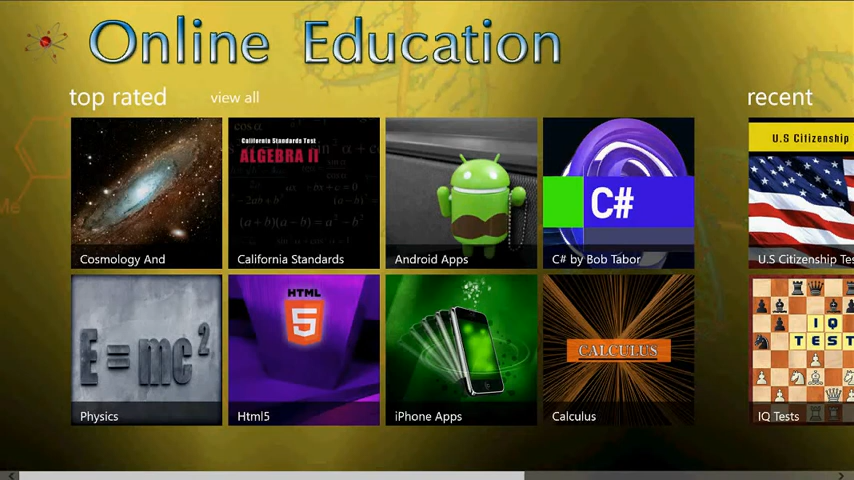 Online Education
top rated
view all
recent
California Standards Test
ALGEBRA II
C#
U.S Citizenship
Cosmology And
California Standards
Android Apps
C# by Bob Tabor
U.S Citizenship Tes
E=mc²
HTML
5
CALCULUS
I Q
TEST
Physics
Html5
iPhone Apps
Calculus
IQ Tests